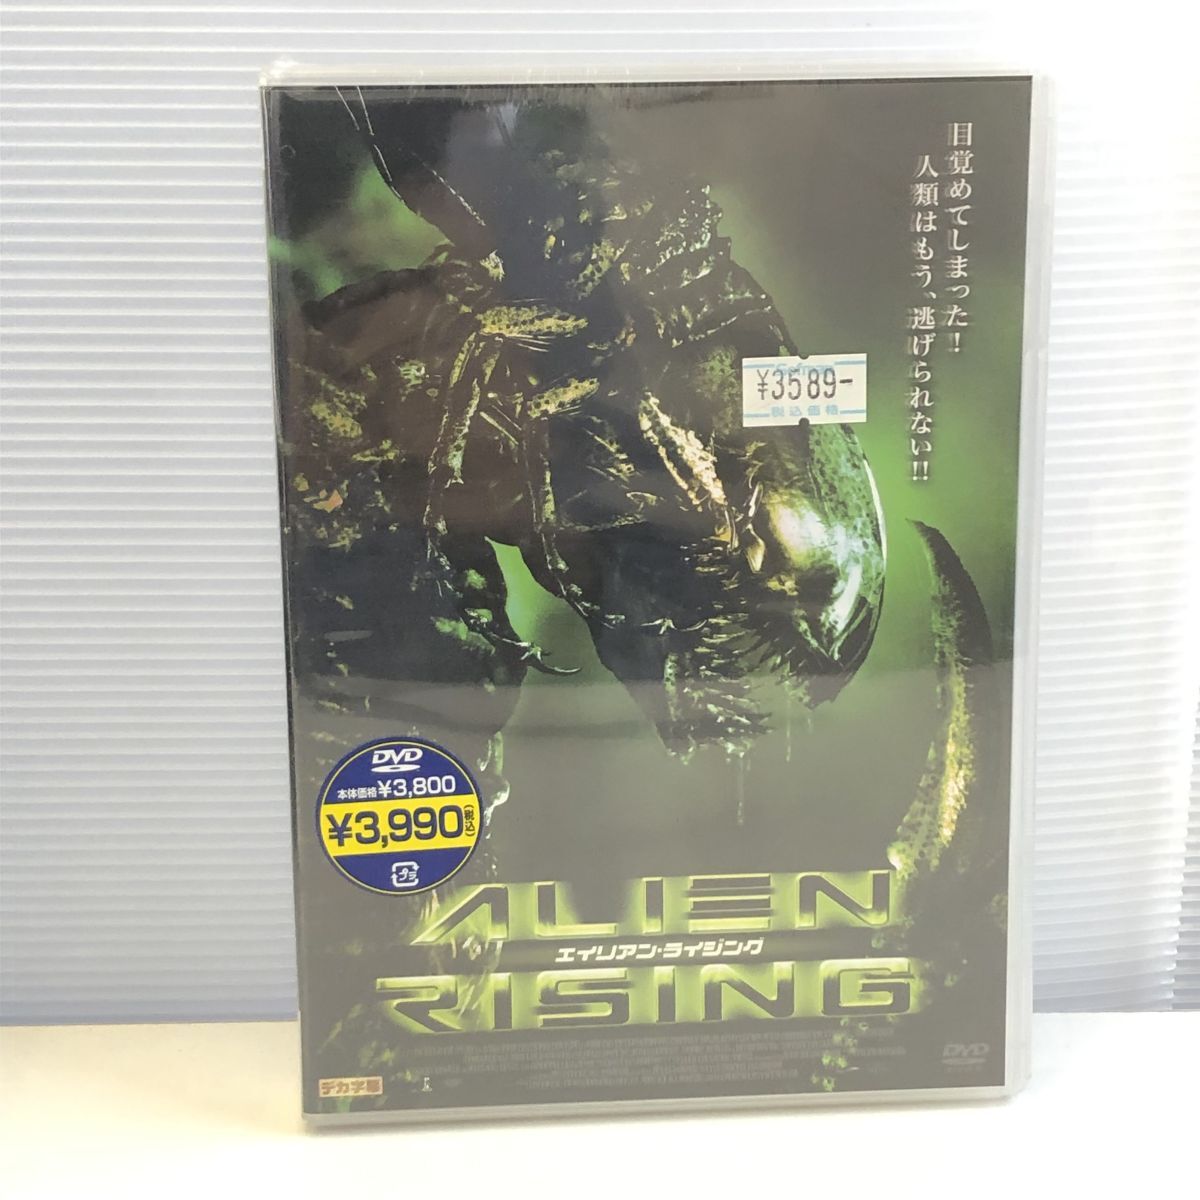 目覚めてしまった!
人類はもう、逃げられない!!
¥3589-
税込価格
DVD
本体価格¥3,800
¥3,990(税込)
プラ
ALIEN
エイリアン・ライジング
RISING
デカ字幕
DVD